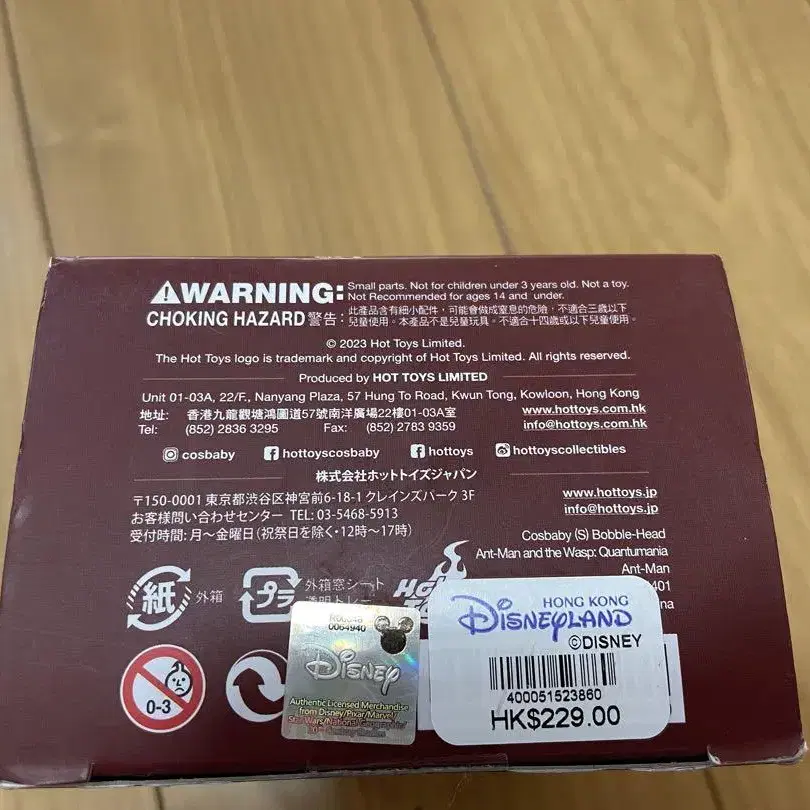 WARNING: Small parts. Not for children under 3 years old. Not a toy.
Not Recommended for ages 14 and under.
CHOKING HAZARD 警告: 此產品含有細小配件，可能會做成窒息的危險，不適合三歲以下
兒童使用。本產品不是兒童玩具。不適合十四歲或以下兒童使用。
© 2023 Hot Toys Limited.
The Hot Toys logo is trademark and copyright of Hot Toys Limited. All rights reserved.
Produced by HOT TOYS LIMITED
Unit 01-03A, 22/F., Nanyang Plaza, 57 Hung To Road, Kwun Tong, Kowloon, Hong Kong
地址: 香港九龍觀塘鴻圖道57號南洋廣場22樓01-03A室 www.hottoys.com.hk
Tel: (852) 2836 3295 Fax: (852) 2783 9359 info@hottoys.com.hk
cosbaby hottoyscosbaby hottoys hottoyscollectibles
株式会社ホットトイズジャパン
〒150-0001 東京都渋谷区神宮前6-18-1 クレインズパーク 3F www.hottoys.jp
お客様問い合わせセンター TEL: 03-5468-5913 info@hottoys.jp
受付時間: 月〜金曜日(祝祭日を除く・12時〜17時)
Cosbaby (S) Bobble-Head
Ant-Man and the Wasp: Quantumania
Ant-Man
401
紙 外箱 プラ 外箱窓シート
透明トレー
HONG KONG
DISNEYLAND
©DISNEY
400051523860
HK$229.00
0064940
DISNEY
Authentic Licensed Merchandise
from Disney/Pixar/Marvel/
Star Wars/National Geographic/
0-3